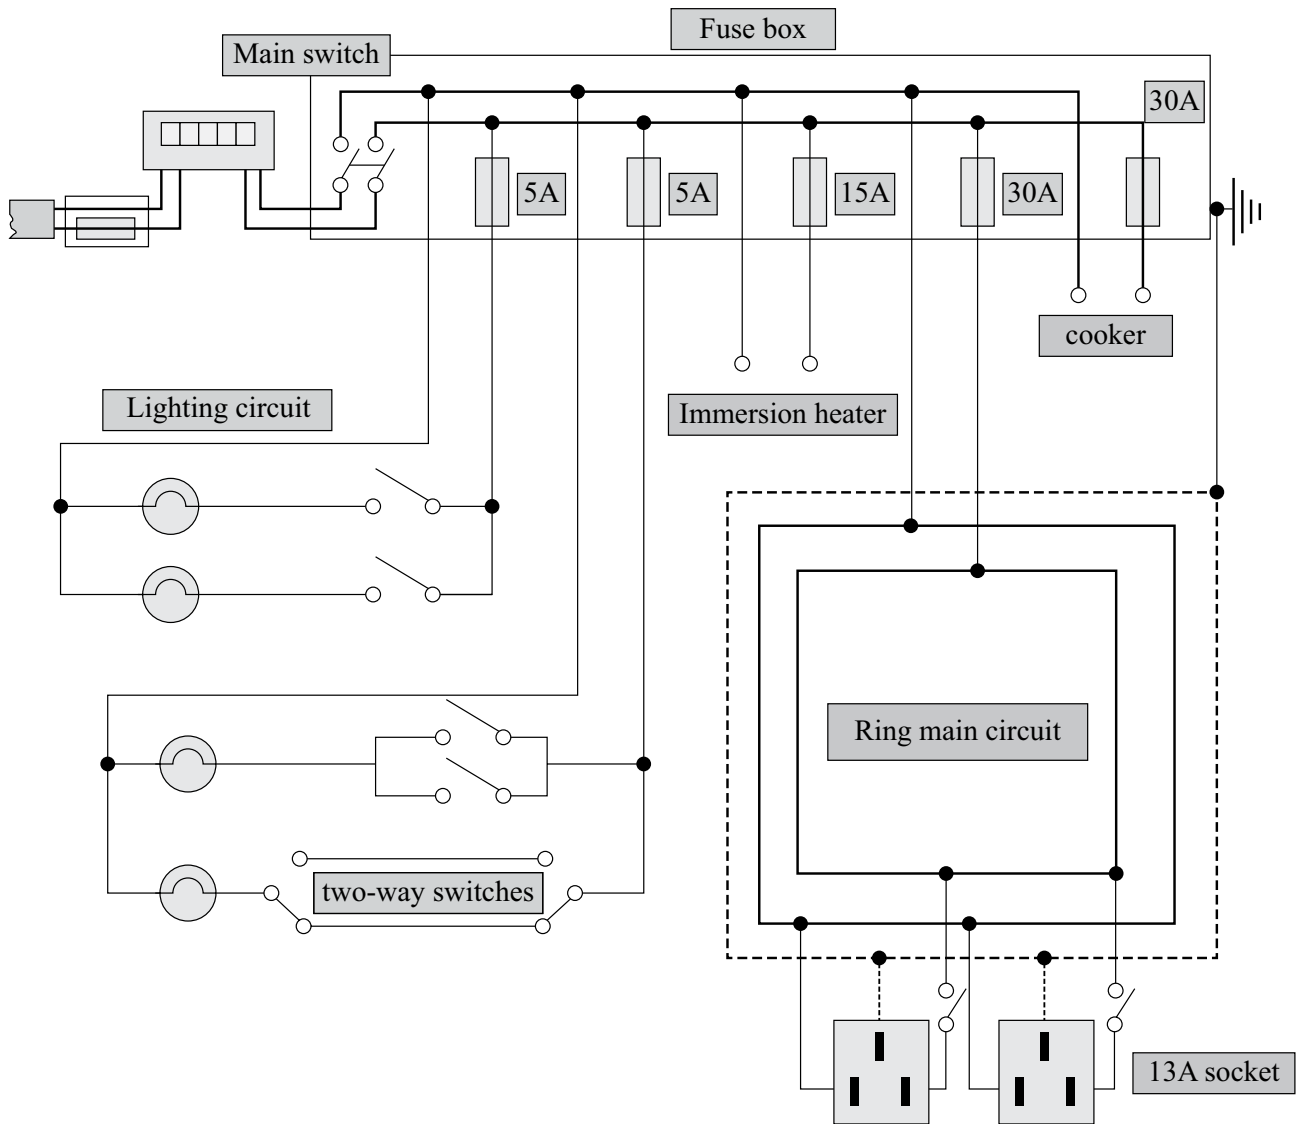 Fuse box
Main switch
30A
5A
5A
15A
30A
cooker
Lighting circuit
Immersion heater
Ring main circuit
two-way switches
13A socket